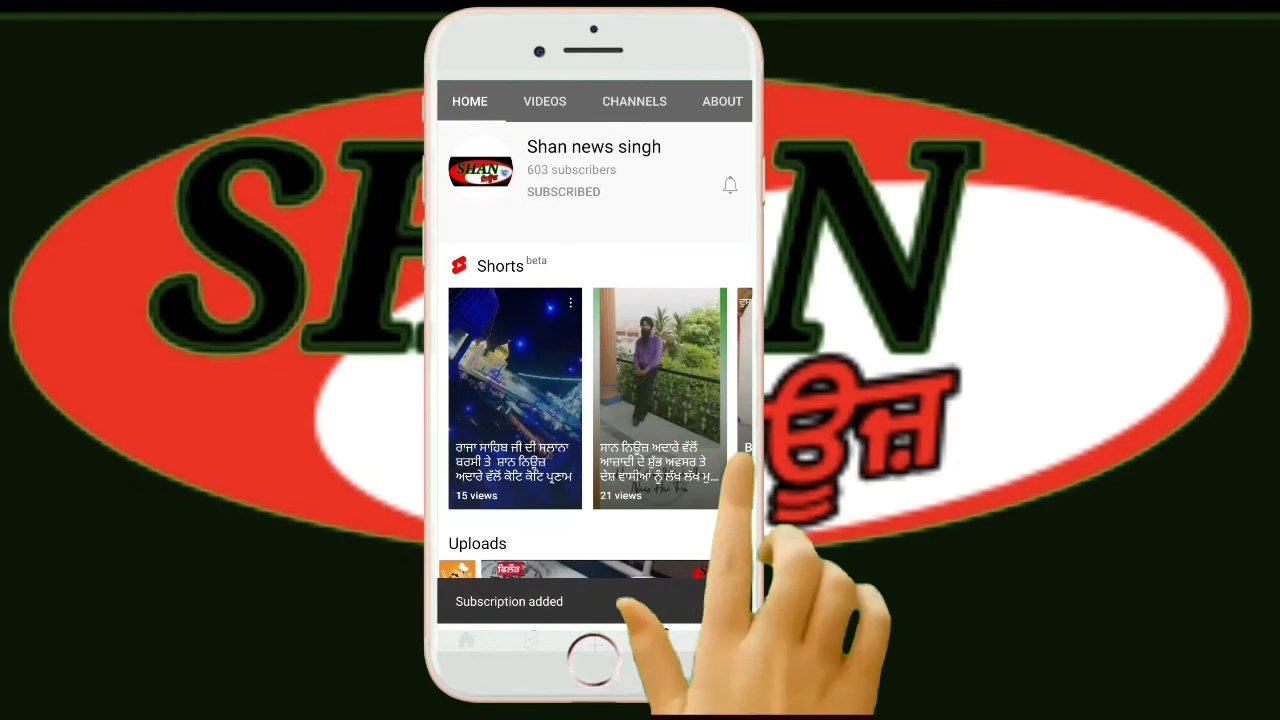 HOME VIDEOS CHANNELS ABOUT
Shan news singh
603 subscribers
SUBSCRIBED
SHAN
Shorts beta
ਰਾਜਾ ਸਾਹਿਬ ਜੀ ਦੀ ਸਲਾਨਾ
ਬਰਸੀ ਤੇ ਸ਼ਾਨ ਨਿਊਜ਼
ਅਦਾਰੇ ਵੱਲੋਂ ਕੋਟਿ ਕੋਟਿ ਪ੍ਰਣਾਮ
15 views
ਸਾਨ ਨਿਊਜ਼ ਅਦਾਰੇ ਵੱਲੋਂ
ਆਜ਼ਾਦੀ ਦੇ ਸ਼ੁੱਭ ਅਵਸਰ ਤੇ
ਦੇਸ਼ ਵਾਸੀਆਂ ਨੂੰ ਲੱਖ ਲੱਖ ਮੁ...
21 views
B
Uploads
ਫਿਲੌਰ
Subscription added
ਊਜ਼